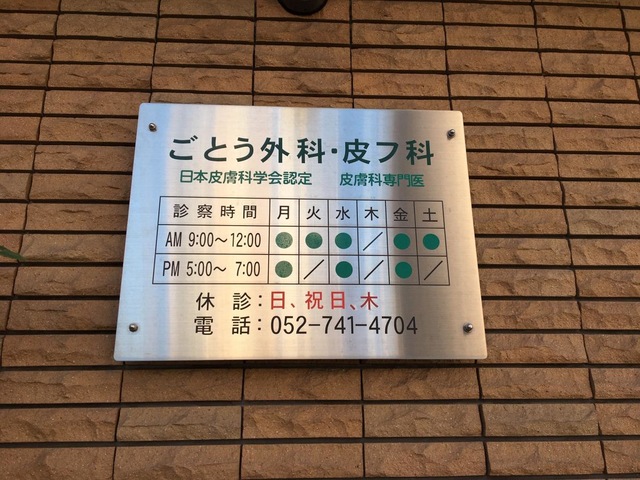 ごとう外科・皮フ科
日本皮膚科学会認定 皮膚科専門医
診察時間 月 火 水 木 金 土
AM 9:00〜12:00 ● ● ● ／ ● ●
PM 5:00〜 7:00 ● ／ ● ／ ● ／
休診：日、祝日、木
電話：052-741-4704